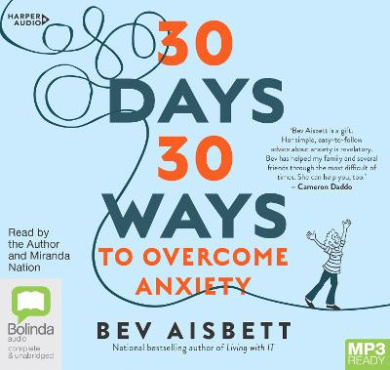 HARPER
AUDIO
30
DAYS
30
WAYS
TO OVERCOME
ANXIETY
'Bev Aisbett is a gift.
Her simple, easy-to-follow
advice about anxiety is revelatory.
Bev has helped my family and several
friends through the most difficult of
times. She can help you, too.'
– Cameron Daddo
Read by
the Author
and Miranda
Nation
Bolinda
audio
complete
& unabridged
BEV AISBETT
National bestselling author of Living with IT
MP3
READY